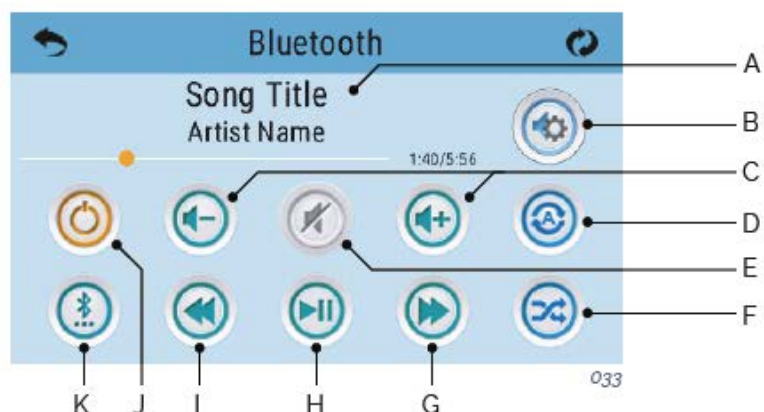 Bluetooth
Song Title
Artist Name
1:40/5:56
A
B
C
D
A
E
F
033
K
J
I
H
G